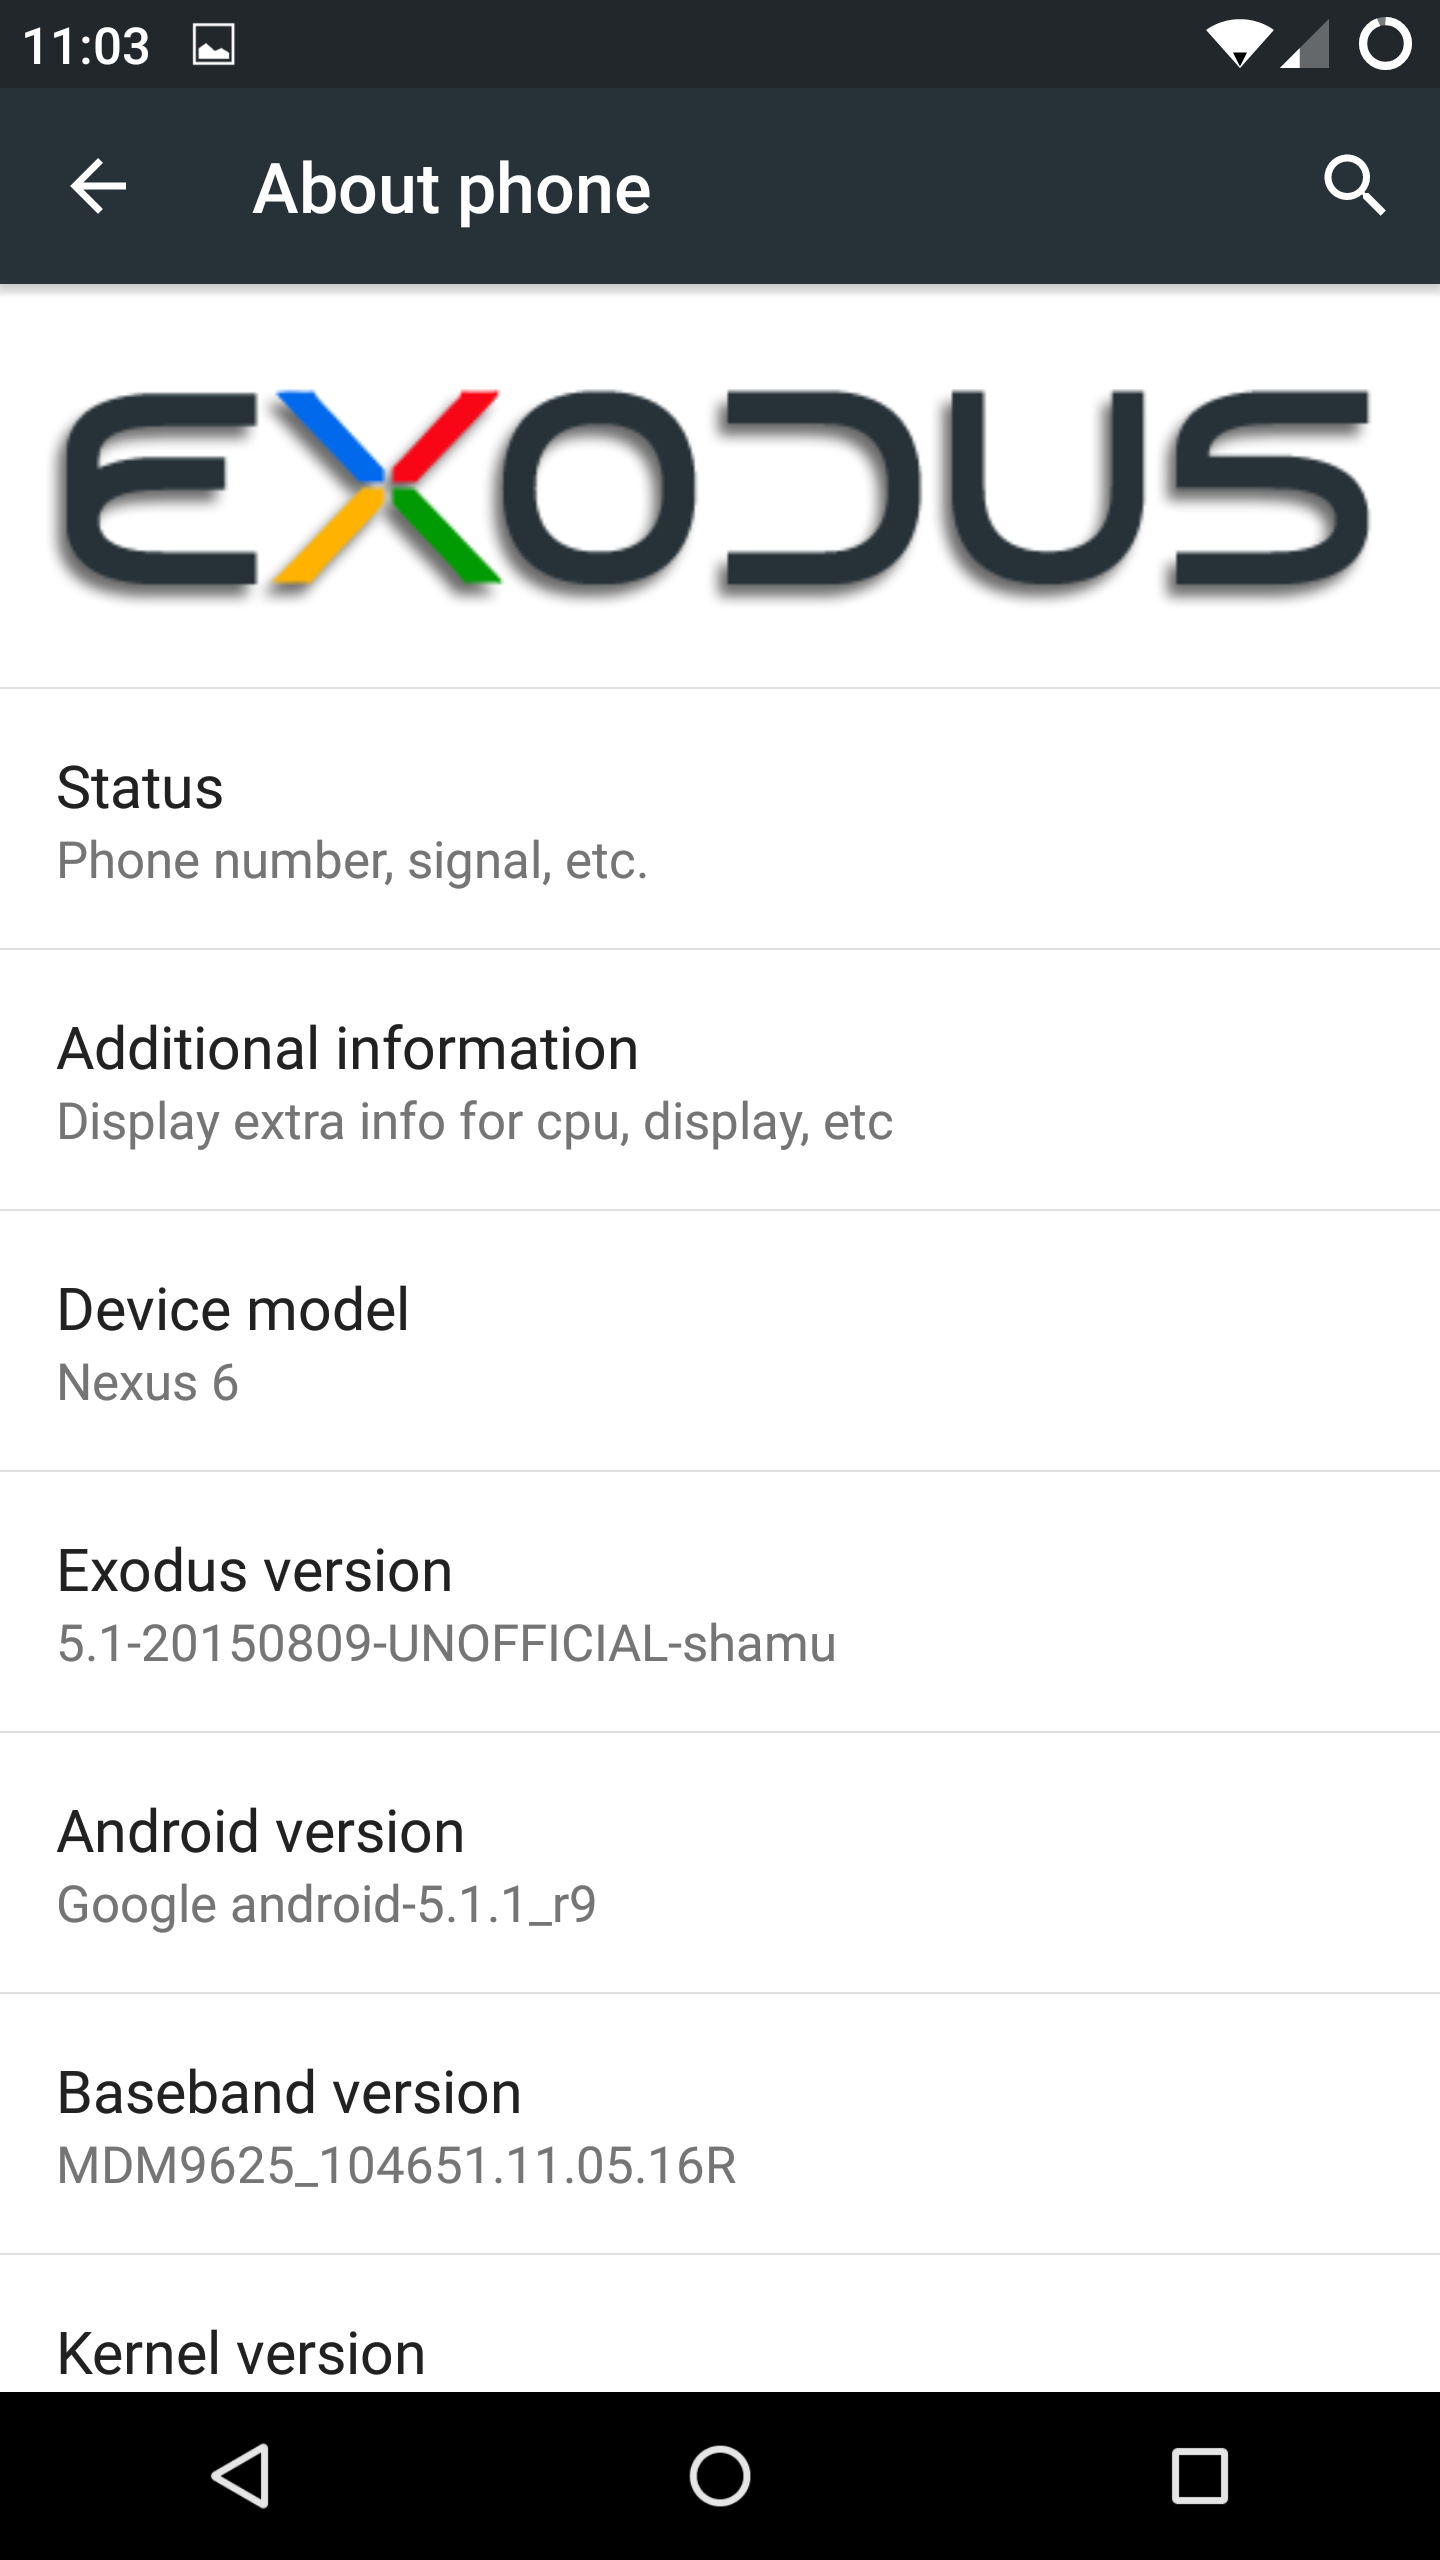 11:03
About phone
EXODUS
Status
Phone number, signal, etc.
Additional information
Display extra info for cpu, display, etc
Device model
Nexus 6
Exodus version
5.1-20150809-UNOFFICIAL-shamu
Android version
Google android-5.1.1_r9
Baseband version
MDM9625_104651.11.05.16R
Kernel version